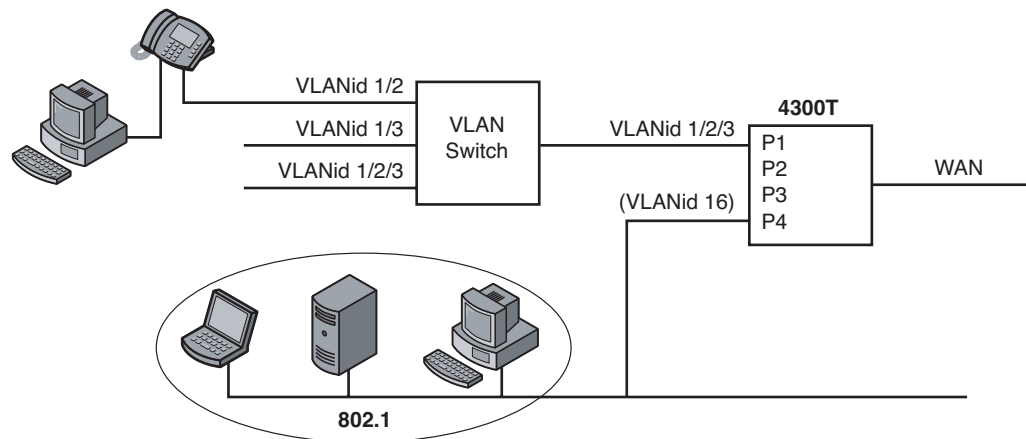 VLANid 1/2
VLANid 1/3
VLANid 1/2/3
VLAN
Switch
VLANid 1/2/3
(VLANid 16)
4300T
P1
P2
P3
P4
WAN
802.1